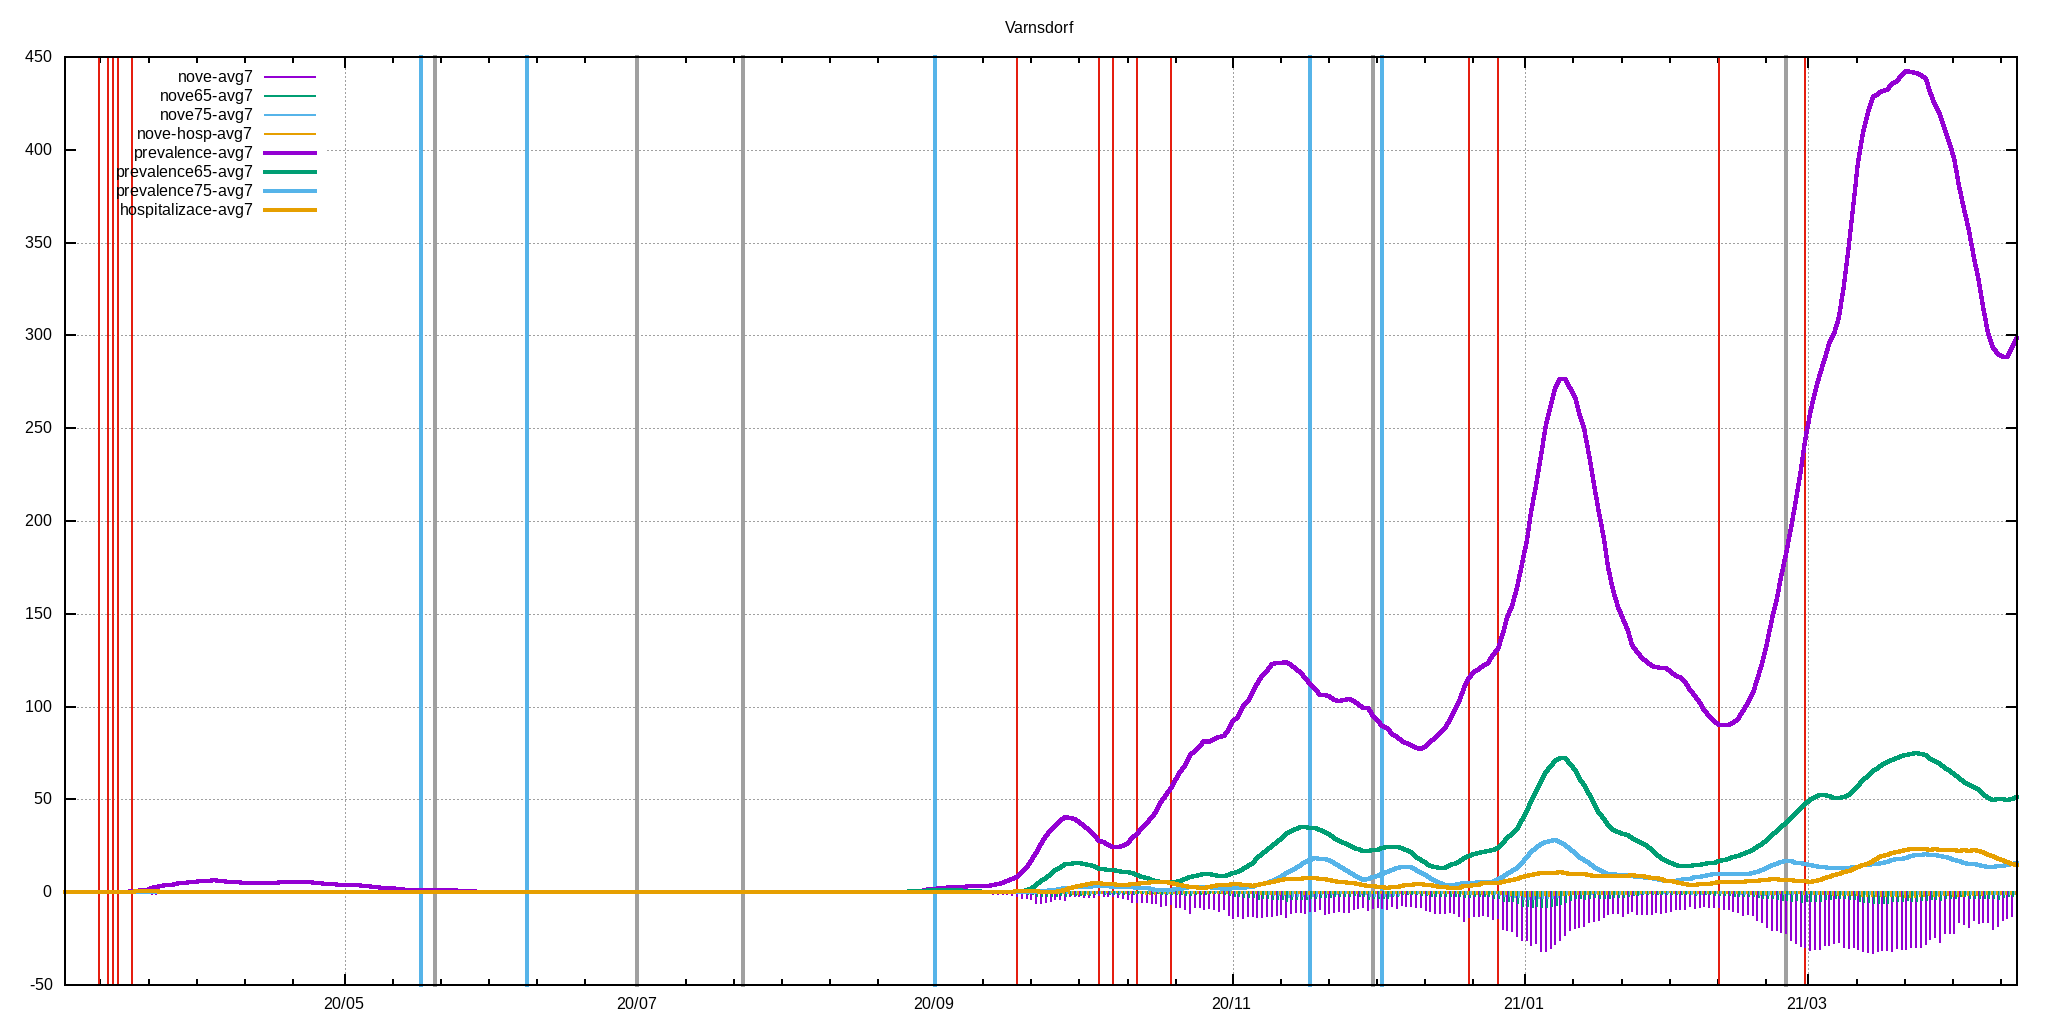 Varnsdorf
450
400
350
300
250
200
150
100
50
0
-50
nove-avg7
nove65-avg7
nove75-avg7
nove-hosp-avg7
prevalence-avg7
prevalence65-avg7
prevalence75-avg7
hospitalizace-avg7
20/05 20/07 20/09 20/11 21/01 21/03